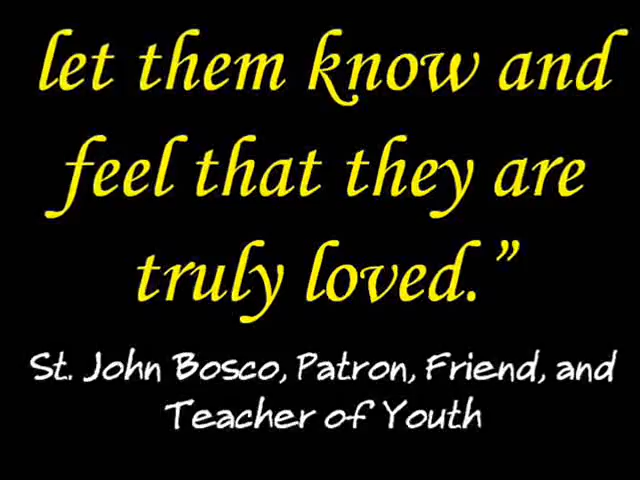 let them know and
feel that they are
truly loved.”
St. John Bosco, Patron, Friend, and
Teacher of Youth